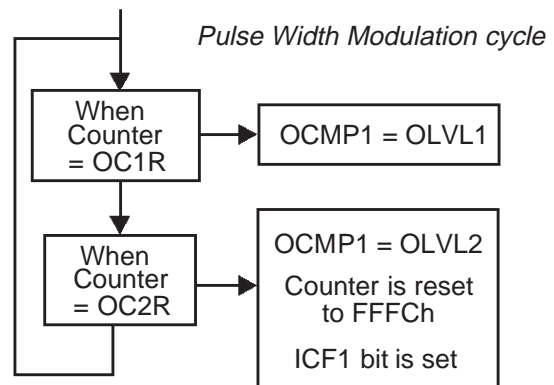 Pulse Width Modulation cycle
When
Counter
= OC1R
OCMP1 = OLVL1
When
Counter
= OC2R
OCMP1 = OLVL2
Counter is reset
to FFFCh
ICF1 bit is set